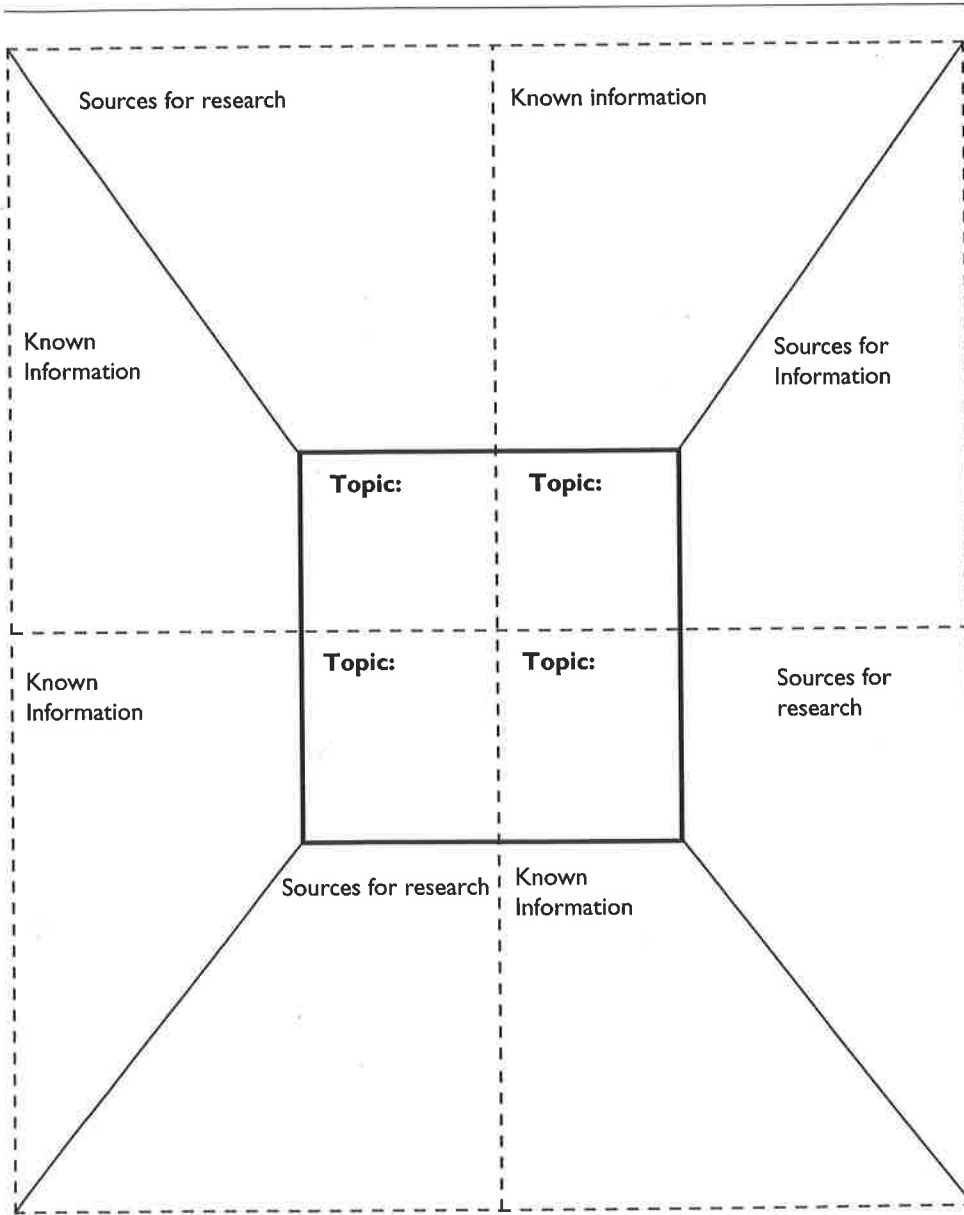 Sources for research
Known information
Known
Information
Sources for
Information
Topic:
Topic:
Topic:
Topic:
Known
Information
Sources for
research
Sources for research
Known
Information